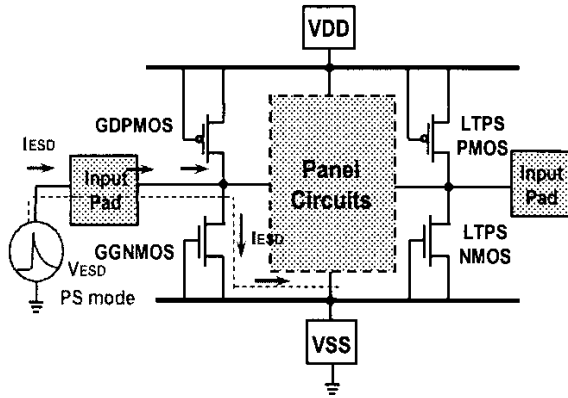 VDD
GDPMOS
LTPS
PMOS
IESD
Input
Pad
Panel
Circuits
Input
Pad
IESD
GGNMOS
LTPS
NMOS
VESD
PS mode
VSS